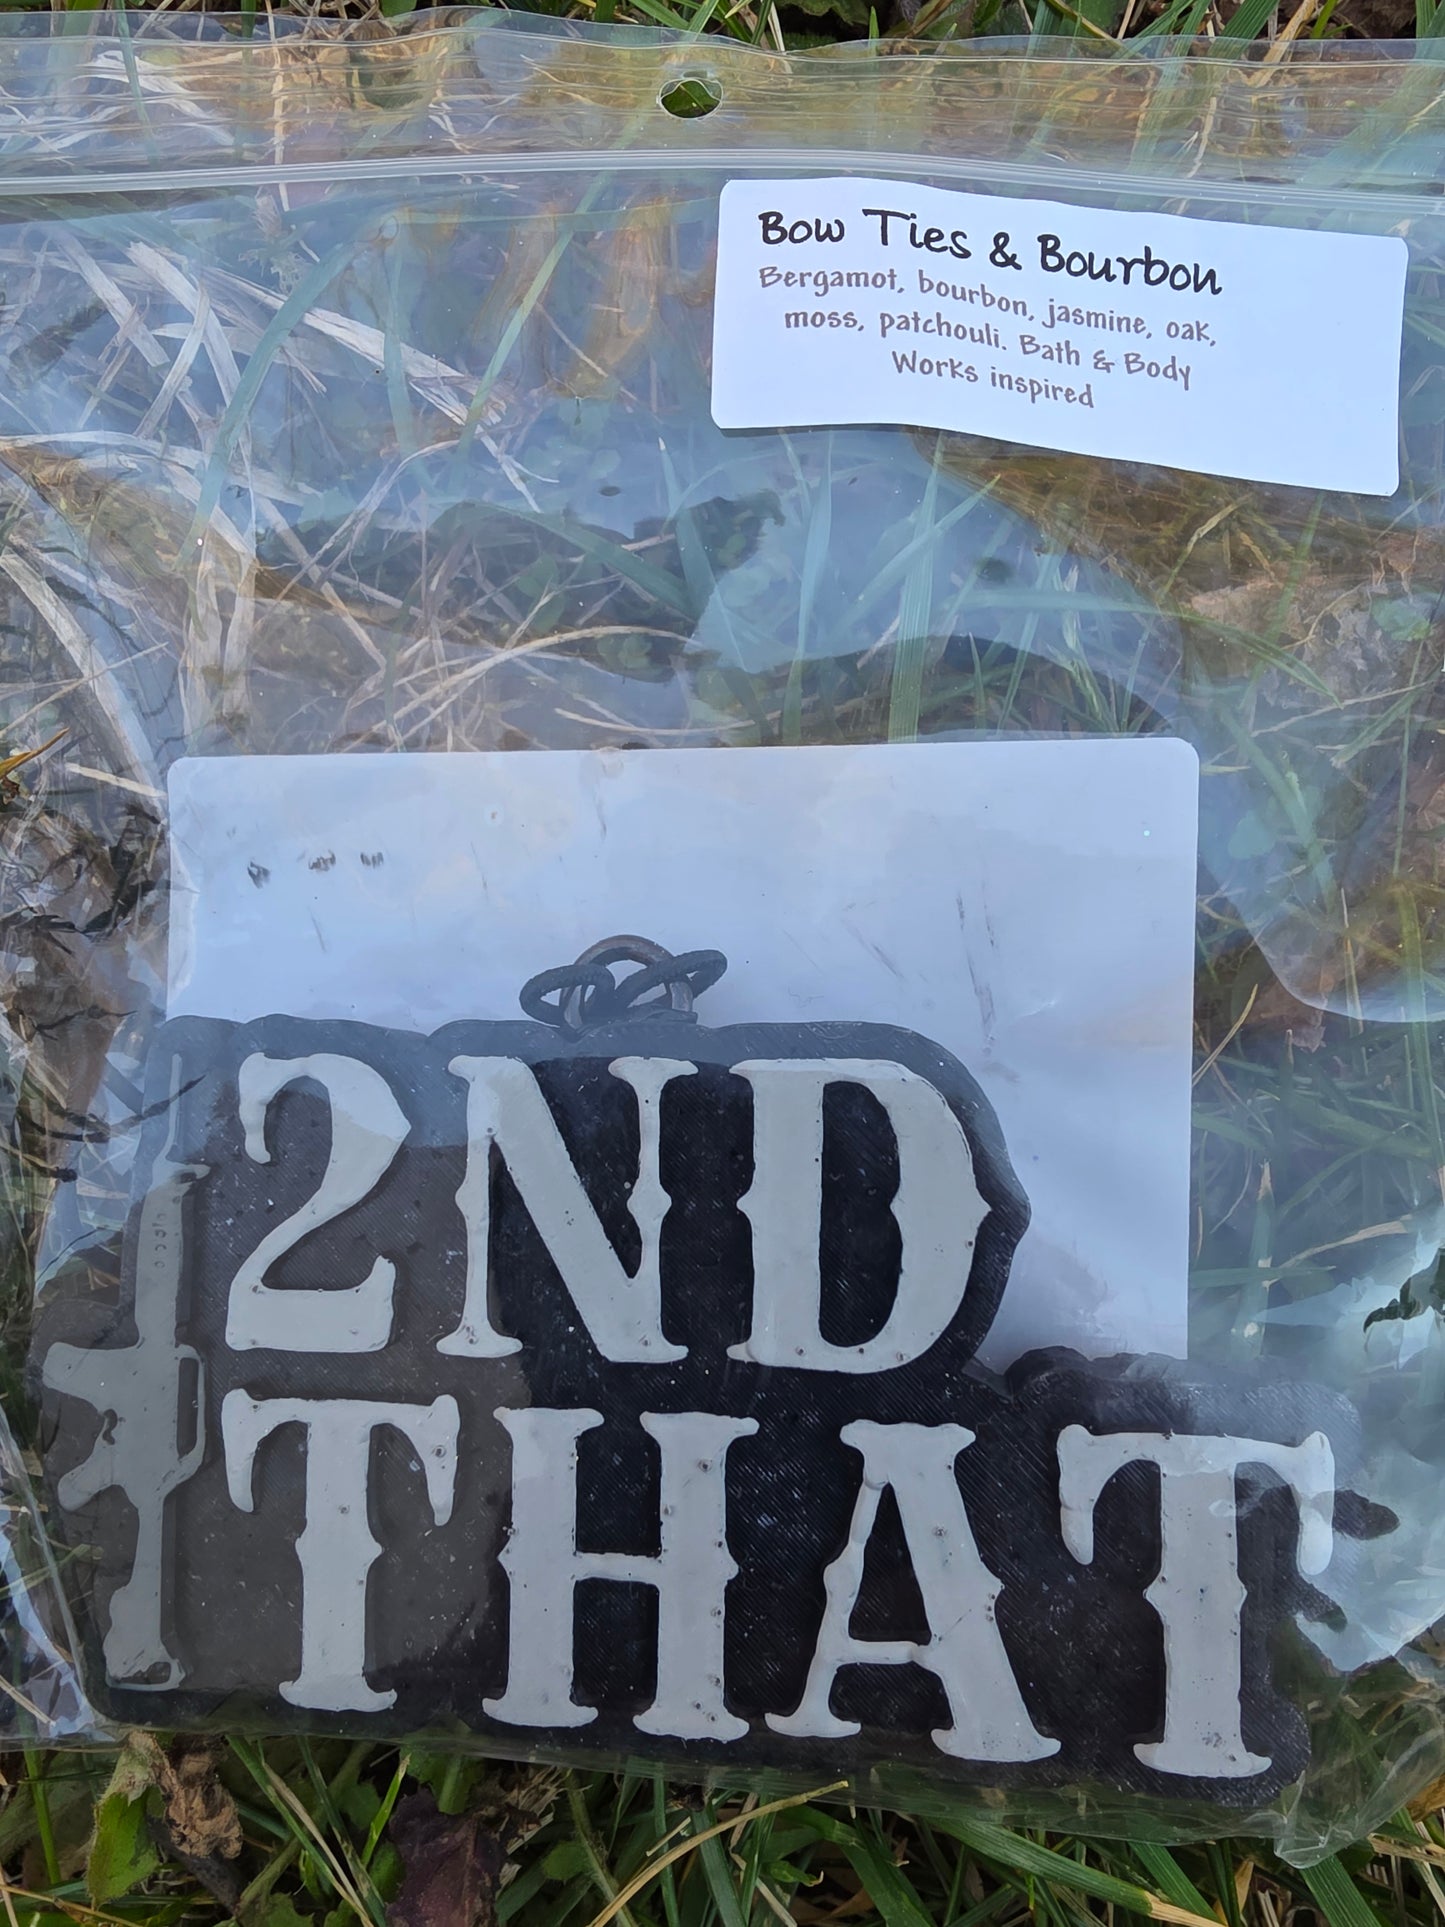 Bow Ties & Bourbon
Bergamot, bourbon, jasmine, oak,
moss, patchouli. Bath & Body
Works inspired
2ND
THAT